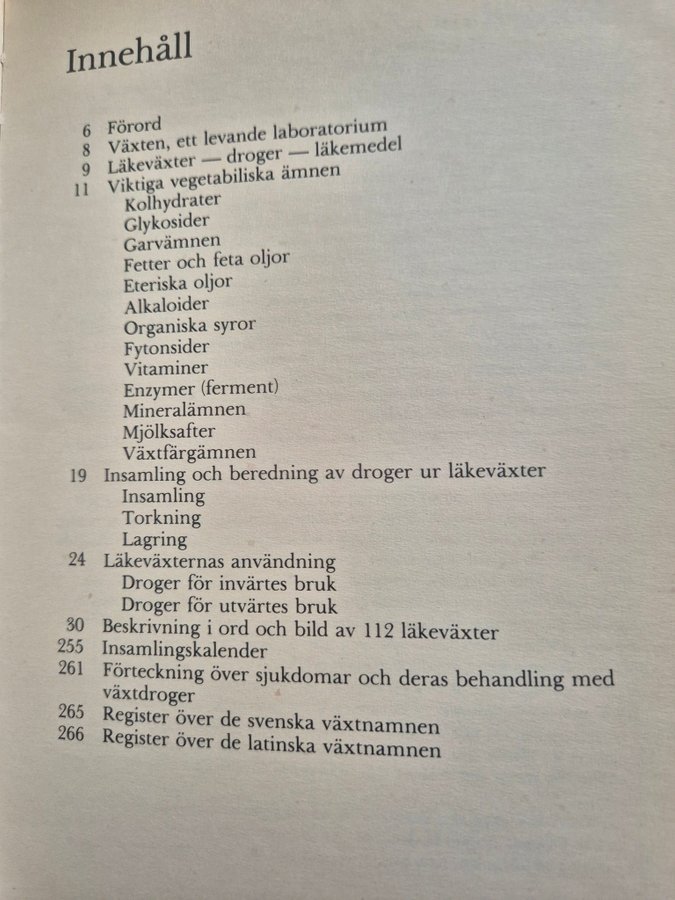 Innehåll
6 Förord
8 Växten, ett levande laboratorium
9 Läkeväxter — droger — läkemedel
11 Viktiga vegetabiliska ämnen
Kolhydrater
Glykosider
Garvämnen
Fetter och feta oljor
Eteriska oljor
Alkaloider
Organiska syror
Fytonsider
Vitaminer
Enzymer (ferment)
Mineralämnen
Mjölksafter
Växtfärgämnen
19 Insamling och beredning av droger ur läkeväxter
Insamling
Torkning
Lagring
24 Läkeväxternas användning
Droger för invärtes bruk
Droger för utvärtes bruk
30 Beskrivning i ord och bild av 112 läkeväxter
255 Insamlingskalender
261 Förteckning över sjukdomar och deras behandling med
växtdroger
265 Register över de svenska växtnamnen
266 Register över de latinska växtnamnen